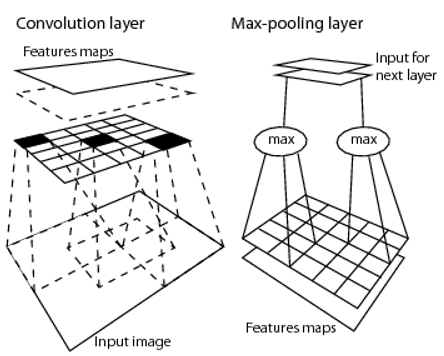 Convolution layer
Max-pooling layer
Features maps
Input for
next layer
max
max
Input image
Features maps